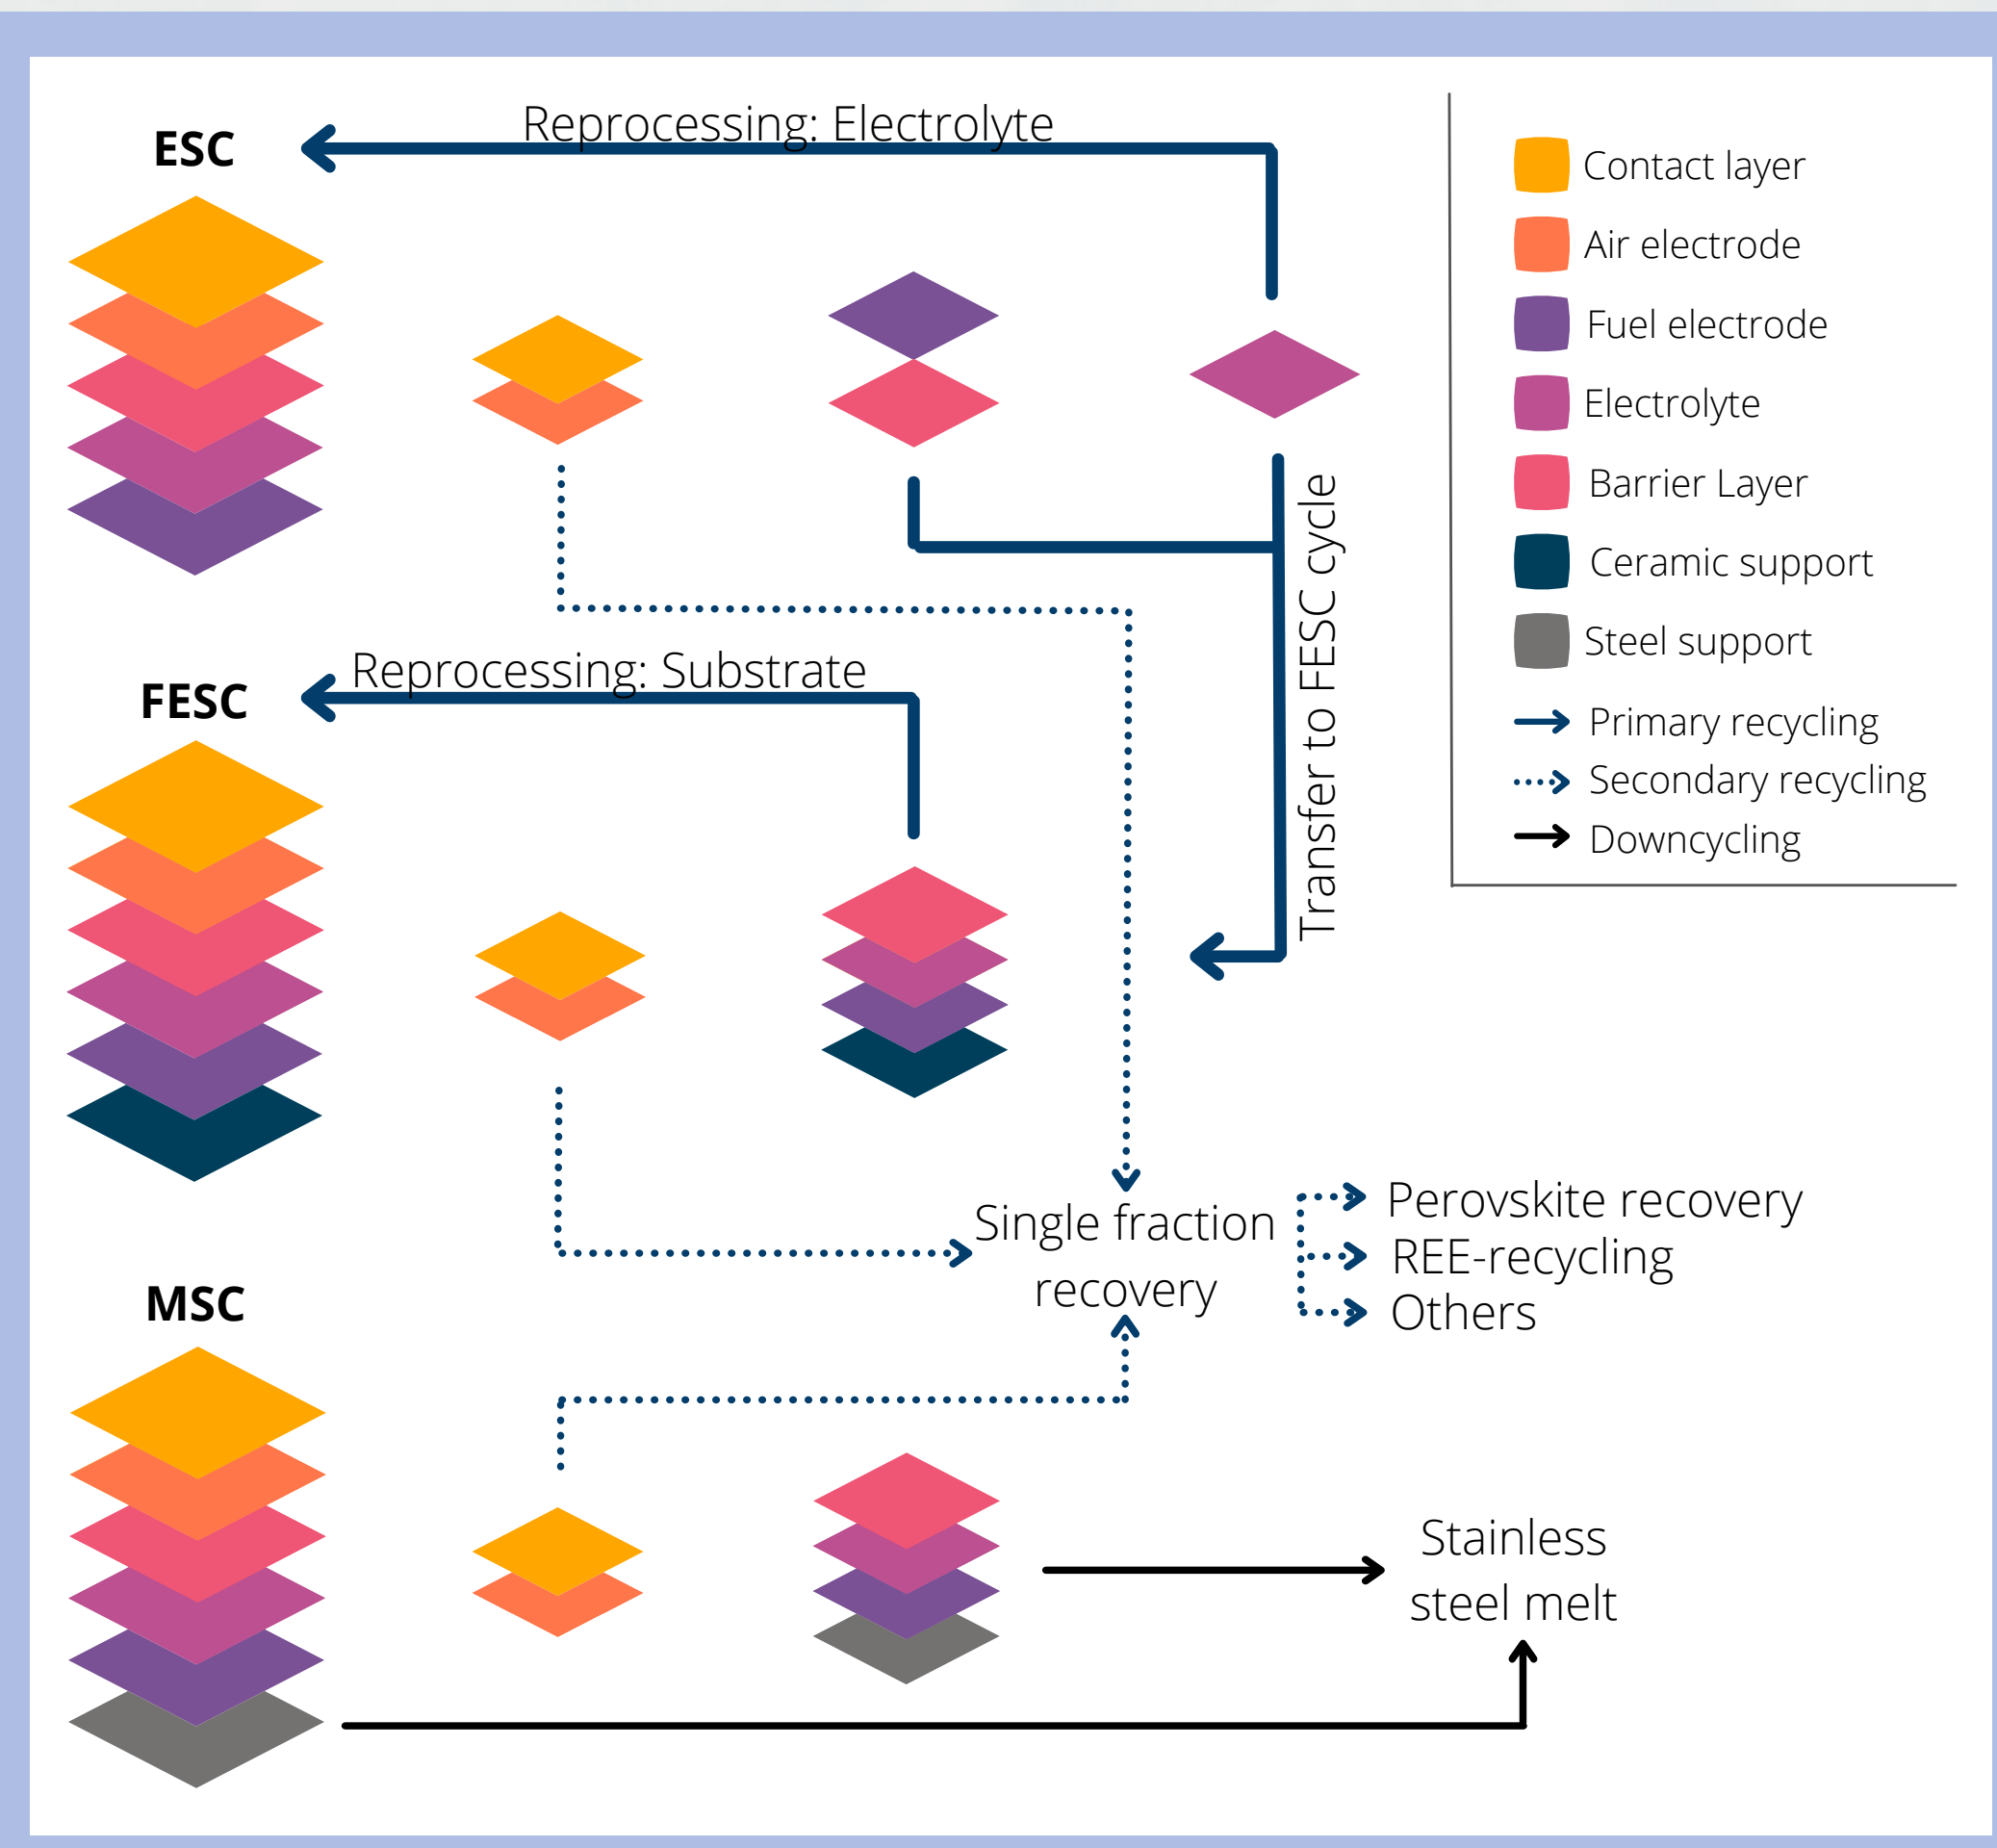 Reprocessing: Electrolyte
ESC
Contact layer
Air electrode
Fuel electrode
Electrolyte
Barrier Layer
Ceramic support
Steel support
Primary recycling
Secondary recycling
Downcycling
Transfer to FESC cycle
Reprocessing: Substrate
FESC
Single fraction
recovery
Perovskite recovery
REE-recycling
Others
MSC
Stainless
steel melt